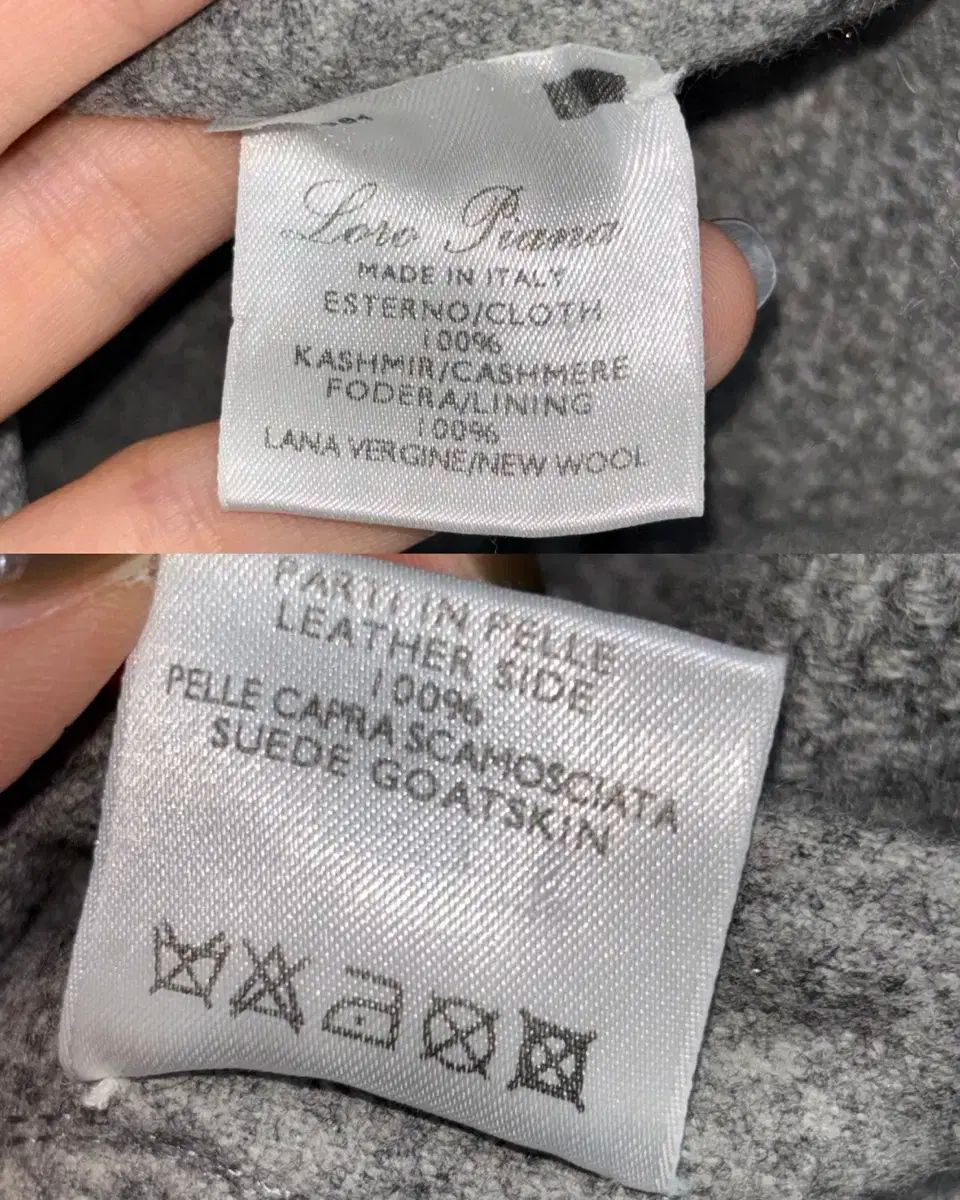 Loro Piana
MADE IN ITALY
ESTERNO/CLOTH
100%
KASHMIR/CASHMERE
FODERA/LINING
100%
LANA VERGINE/NEW WOOL
PARTI IN PELLE
LEATHER SIDE
100%
PELLE CAPRA SCAMOSCIATA
SUEDE GOATSKIN